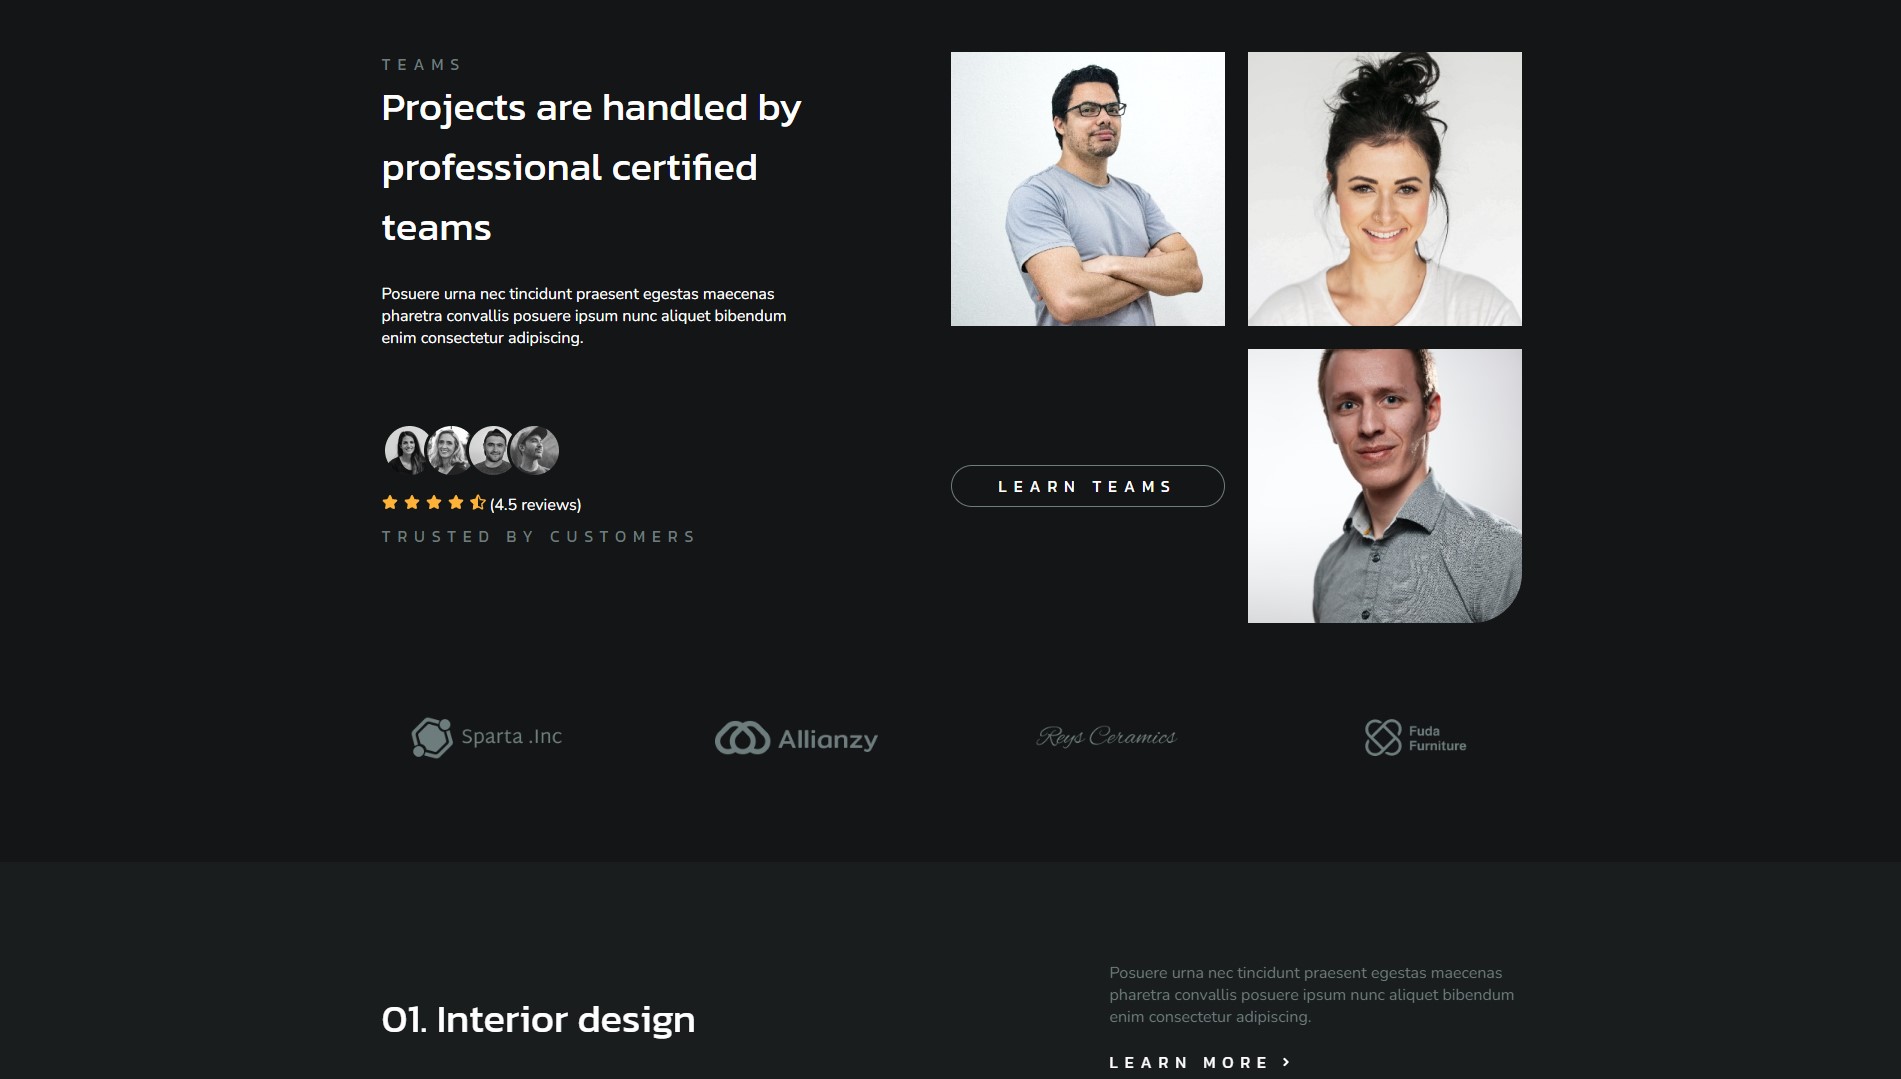 TEAMS
Projects are handled by
professional certified
teams
Posuere urna nec tincidunt praesent egestas maecenas
pharetra convallis posuere ipsum nunc aliquet bibendum
enim consectetur adipiscing.
(4.5 reviews)
TRUSTED BY CUSTOMERS
LEARN TEAMS
Sparta .Inc
Allianzy
Reys Ceramics
Fuda
Furniture
01. Interior design
Posuere urna nec tincidunt praesent egestas maecenas
pharetra convallis posuere ipsum nunc aliquet bibendum
enim consectetur adipiscing.
LEARN MORE